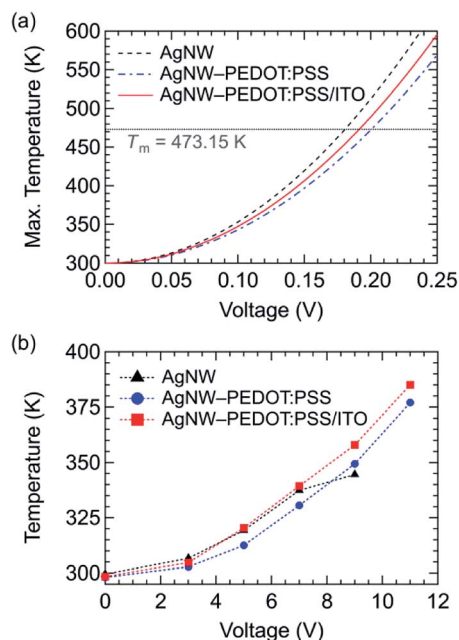 (a)
600
550
500
450
400
350
300
Max. Temperature (K)
AgNW
AgNW–PEDOT:PSS
AgNW–PEDOT:PSS/ITO
Tm = 473.15 K
0.00 0.05 0.10 0.15 0.20 0.25
Voltage (V)
(b)
400
375
350
325
300
Temperature (K)
AgNW
AgNW–PEDOT:PSS
AgNW–PEDOT:PSS/ITO
0 2 4 6 8 10 12
Voltage (V)